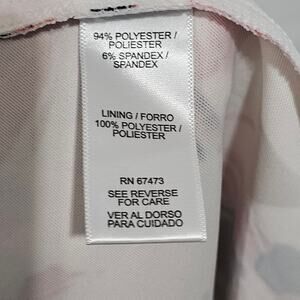 94% POLYESTER /
POLIESTER
6% SPANDEX /
SPANDEX
LINING / FORRO
100% POLYESTER /
POLIESTER
RN 67473
SEE REVERSE
FOR CARE
VER AL DORSO
PARA CUIDADO